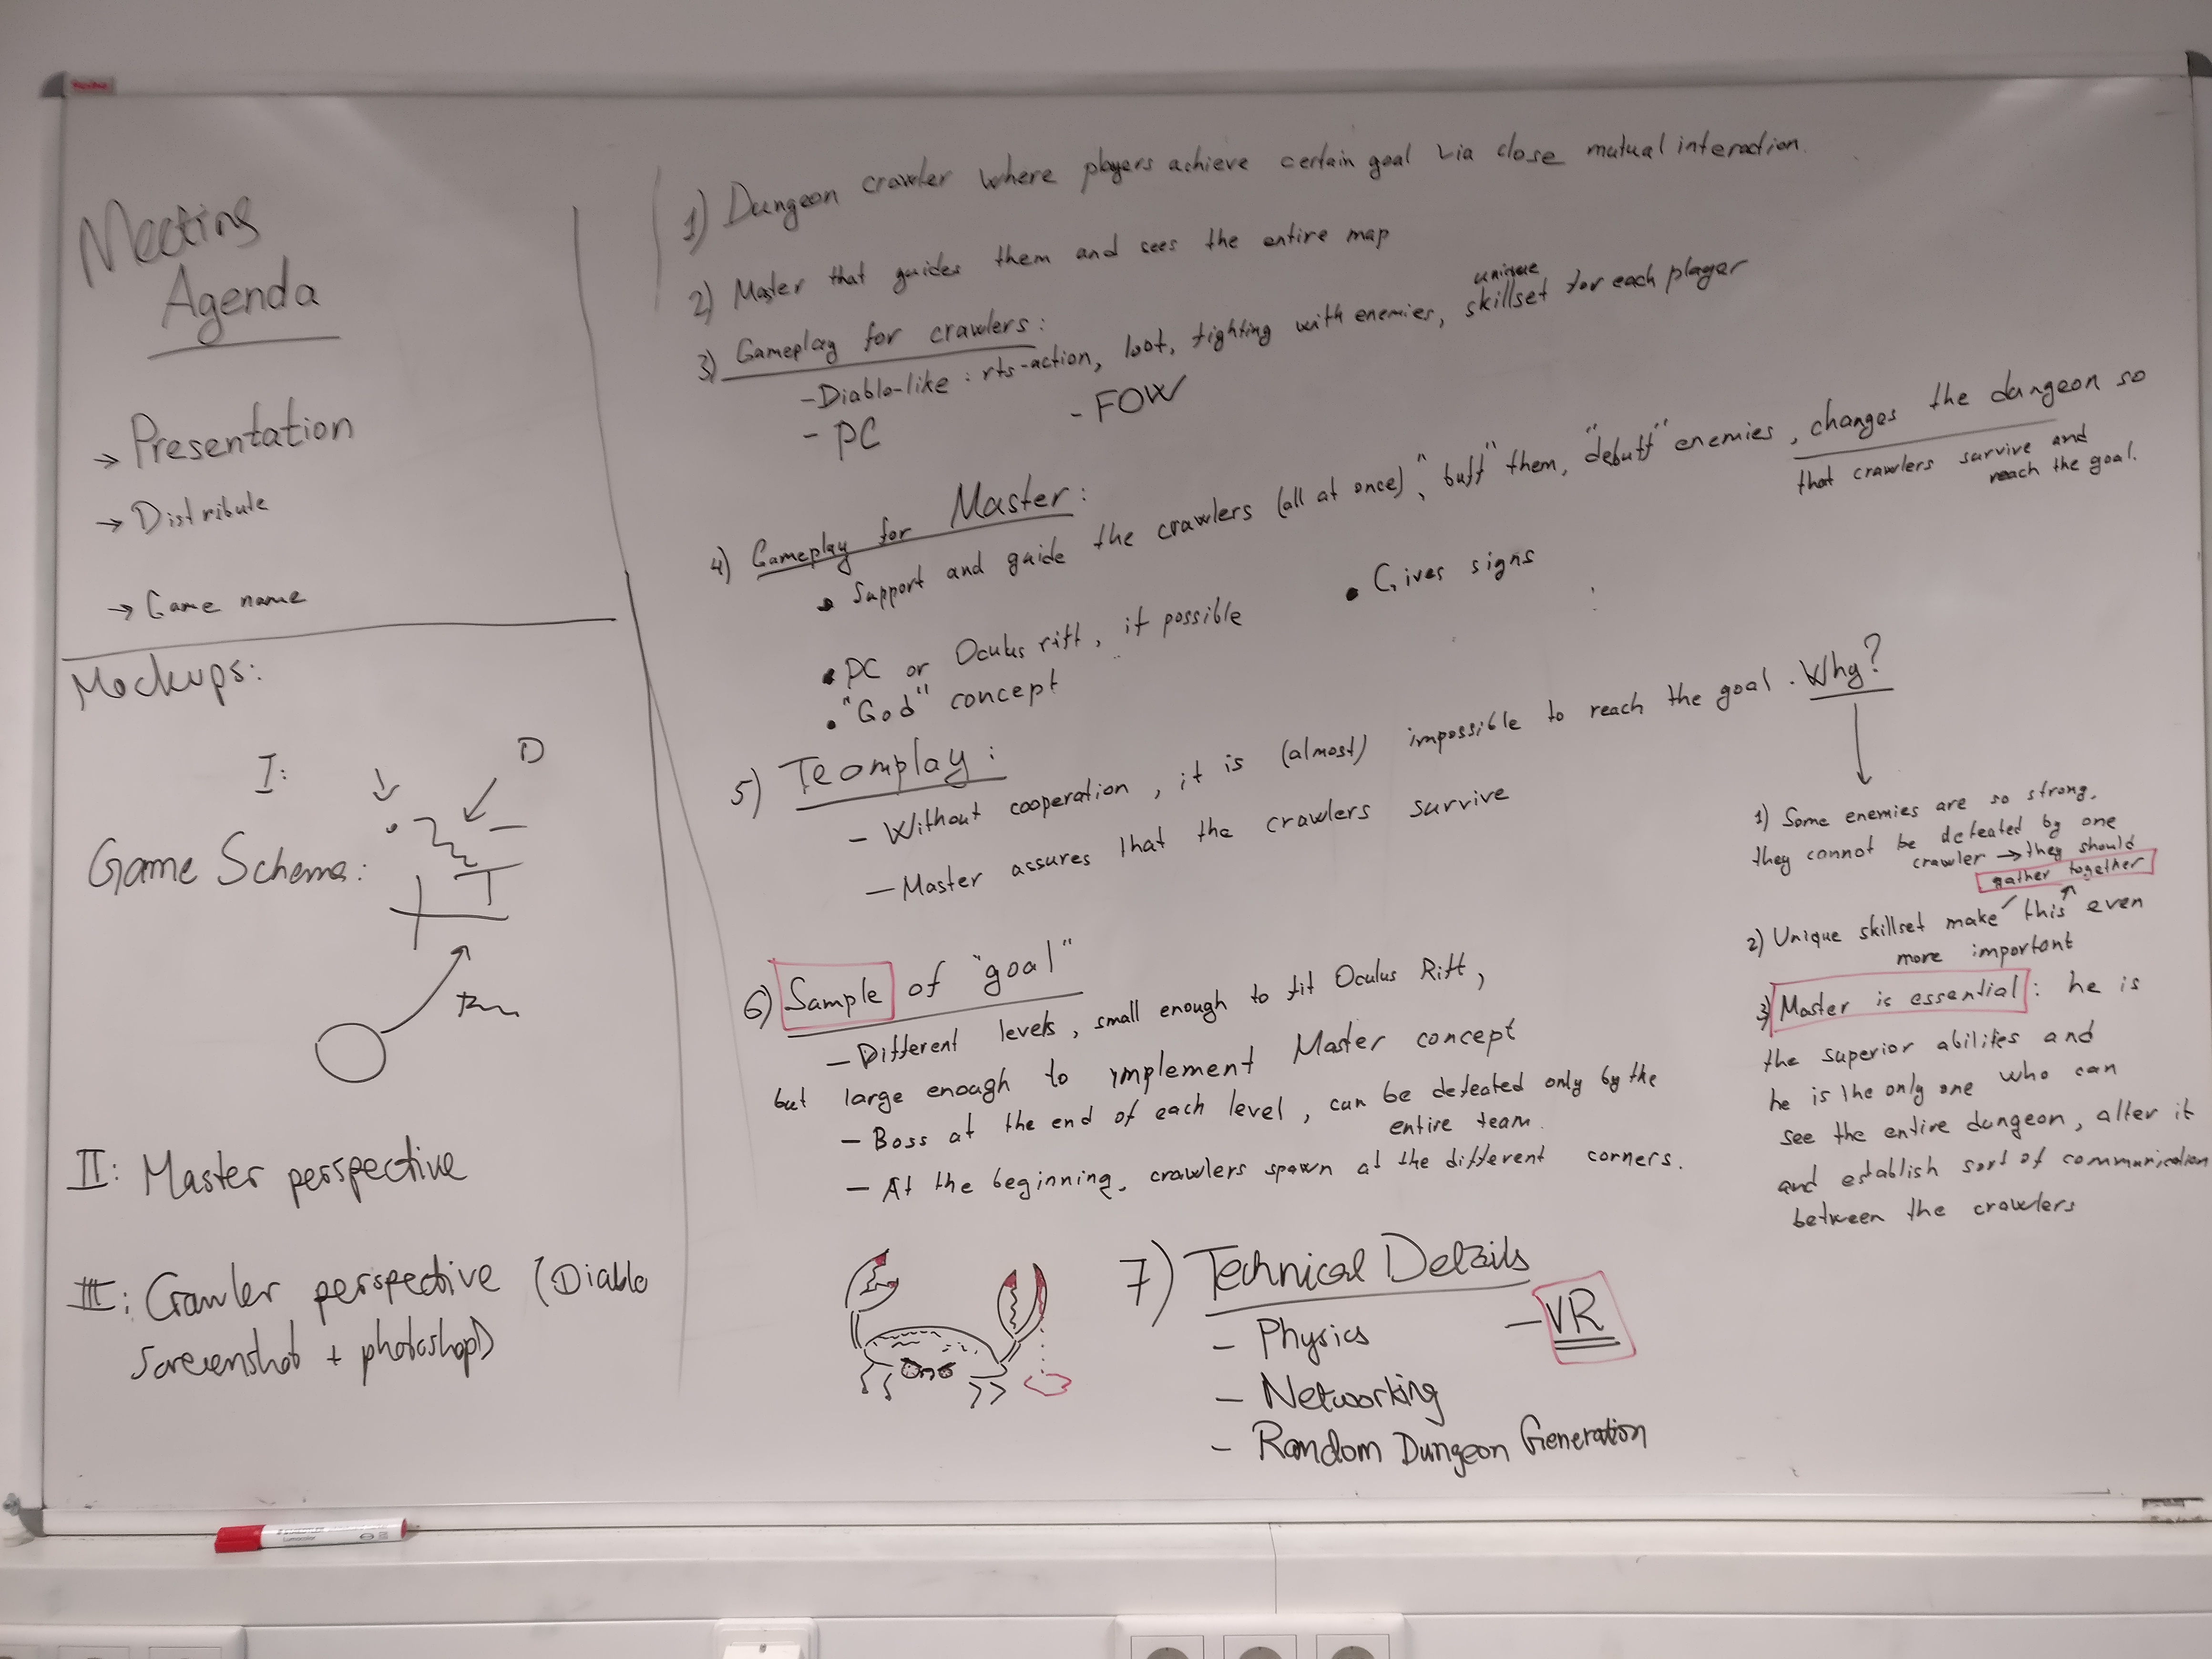 Meeting
Agenda
→ Presentation
→ Distribute
→ Game name
Mockups:
I:
D
Game Schema:
II: Master perspective
III: Crawler perspective (Diablo
Screenshot + photoshop)
1) Dungeon crawler where players achieve certain goal via close mutual interaction.
2) Master that guides them and sees the entire map
3) Gameplay for crawlers:
unique
- Diablo-like: rts-action, loot, fighting with enemies, skillset for each player
- PC - FOW
4) Gameplay for Master:
• Support and guide the crawlers (all at once), "buff" them, "debuff" enemies, changes the dungeon so
that crawlers survive and
reach the goal.
• PC or Oculus rift, if possible • Gives signs
• "God" concept
5) Teamplay:
- Without cooperation, it is (almost) impossible to reach the goal. Why?
- Master assures that the crawlers survive
6) Sample of "goal"
- Different levels, small enough to fit Oculus Rift,
but large enough to implement Master concept
- Boss at the end of each level, can be defeated only by the
entire team.
- At the beginning, crawlers spawn at the different corners.
1) Some enemies are so strong,
they cannot be defeated by one
crawler → they should
gather together
2) Unique skillset make this even
more important
3) Master is essential: he is
the superior abilities and
he is the only one who can
see the entire dungeon, alter it
and establish sort of communication
between the crawlers
7) Technical Details
- Physics - VR
- Networking
- Random Dungeon Generation